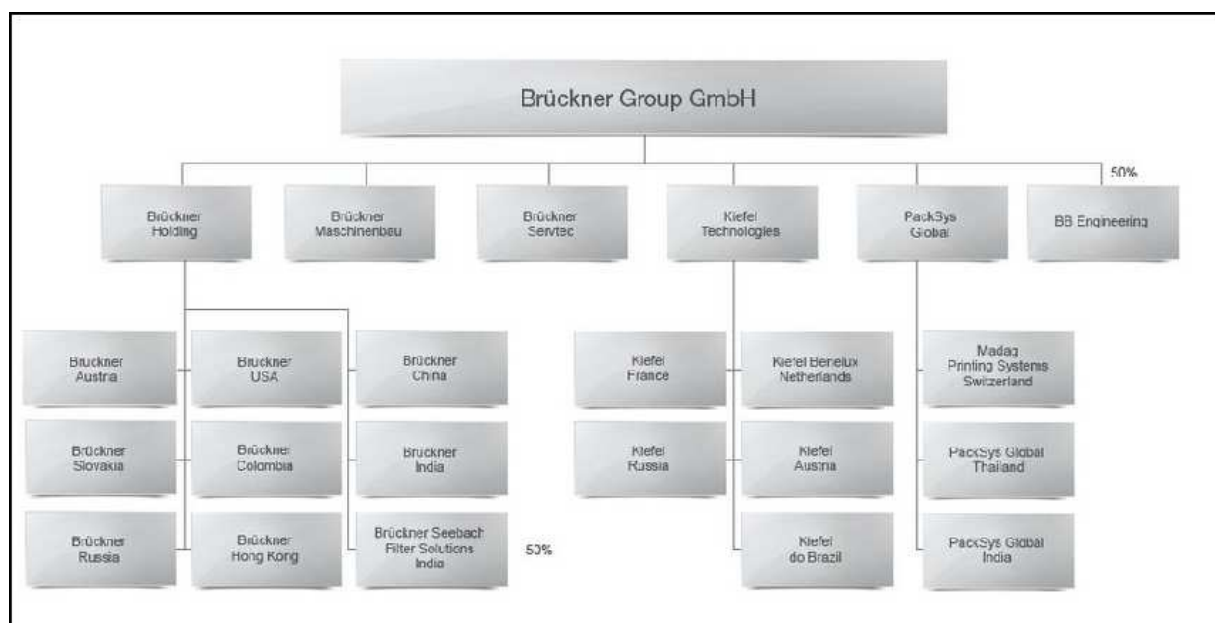 Brückner Group GmbH
50%
Brückner
Holding
Brückner
Maschinenbau
Brückner
Servtec
Kiefel
Technologies
PackSys
Global
BB Engineering
Brückner
Austria
Brückner
USA
Brückner
China
Kiefel
France
Kiefel Benelux
Netherlands
Madag
Printing Systems
Switzerland
Brückner
Slovakia
Brückner
Colombia
Brückner
India
Kiefel
Russia
Kiefel
Austria
PackSys Global
Thailand
Brückner
Russia
Brückner
Hong Kong
Brückner Seebach
Filter Solutions
India
50%
Kiefel
do Brazil
PackSys Global
India